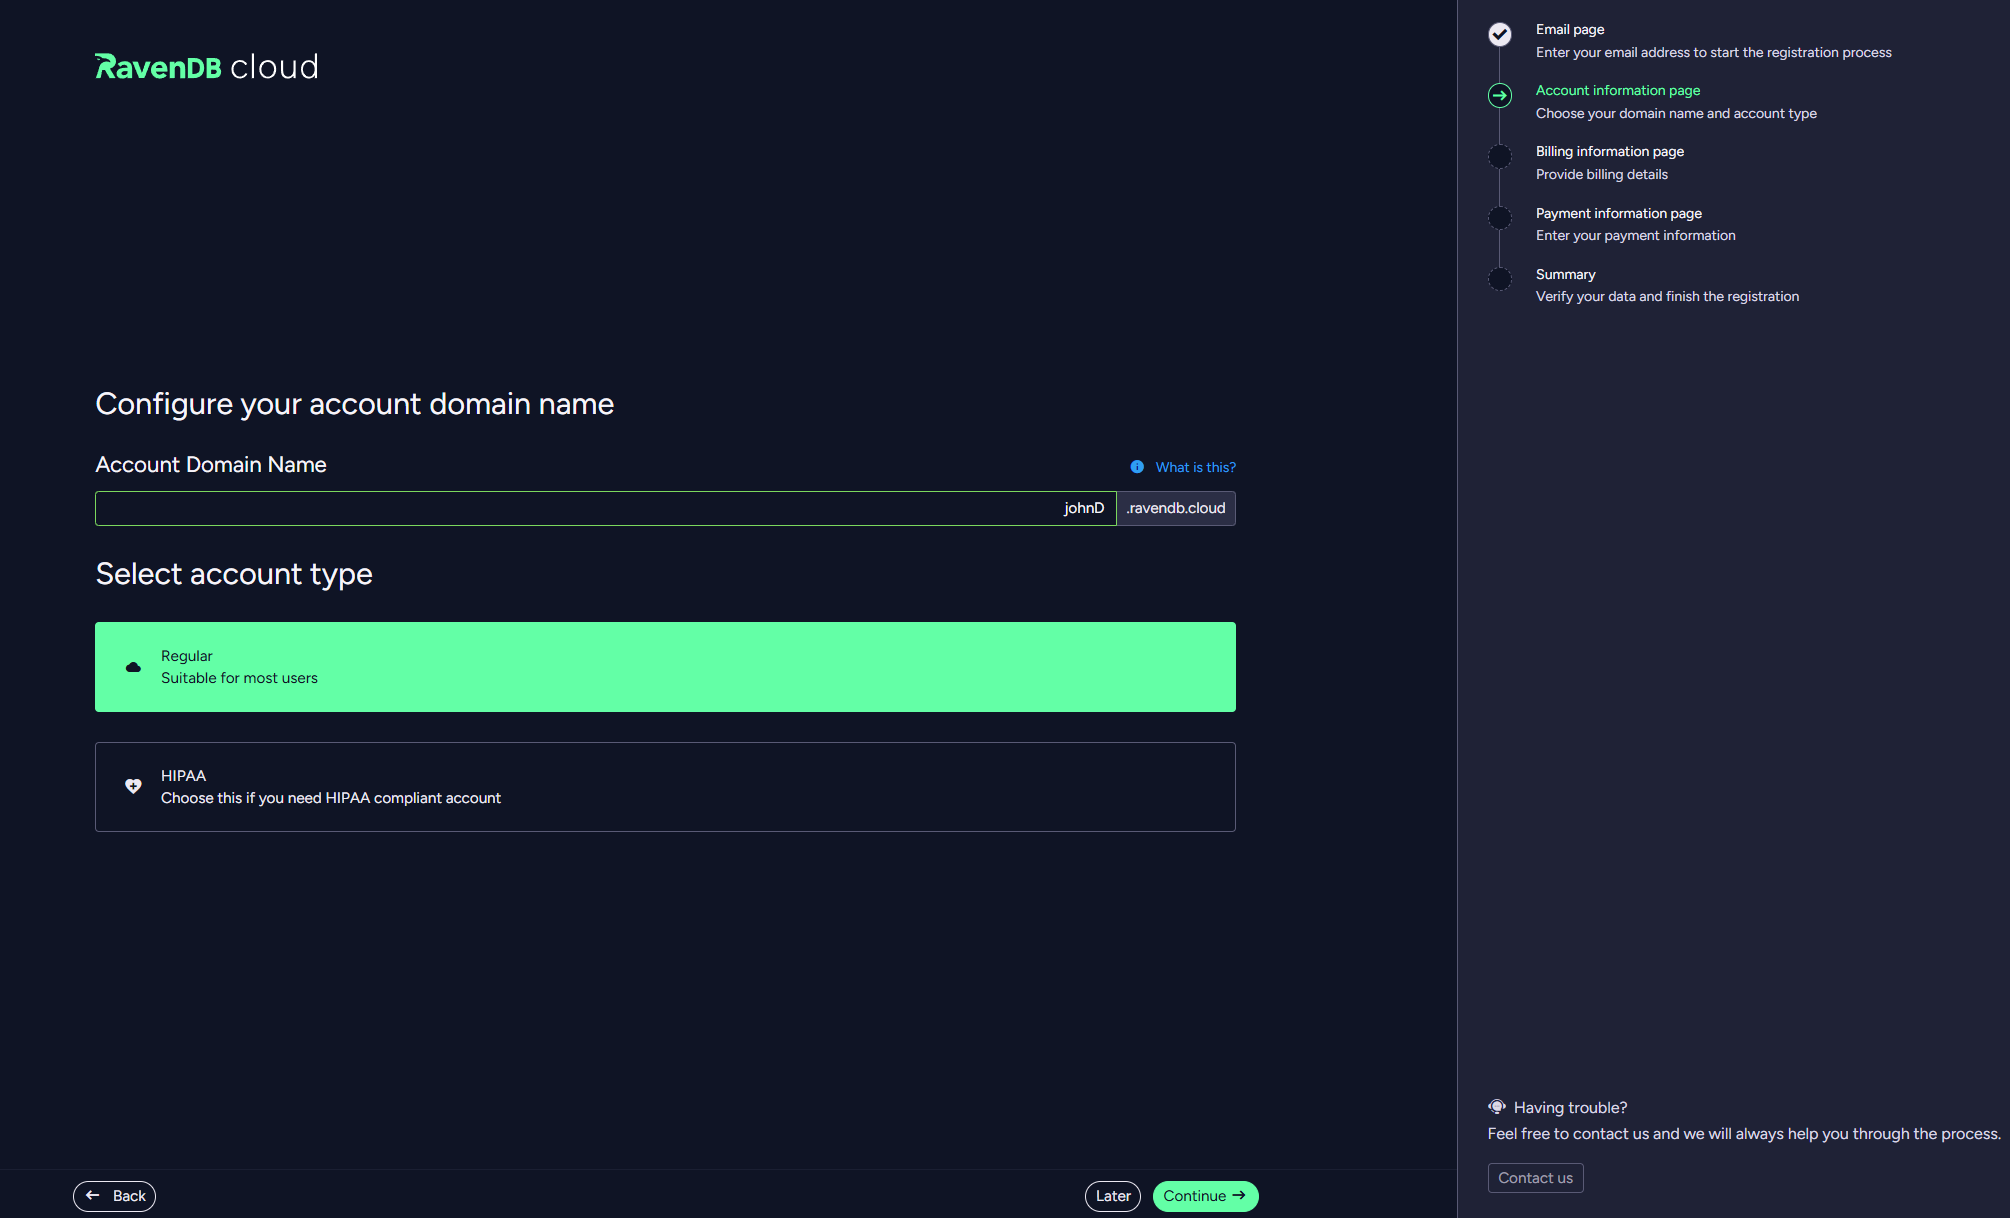 RavenDB cloud
Configure your account domain name
Account Domain Name
What is this?
johnD
.ravendb.cloud
Select account type
Regular
Suitable for most users
HIPAA
Choose this if you need HIPAA compliant account
Back
Later
Continue
Email page
Enter your email address to start the registration process
Account information page
Choose your domain name and account type
Billing information page
Provide billing details
Payment information page
Enter your payment information
Summary
Verify your data and finish the registration
Having trouble?
Feel free to contact us and we will always help you through the process.
Contact us